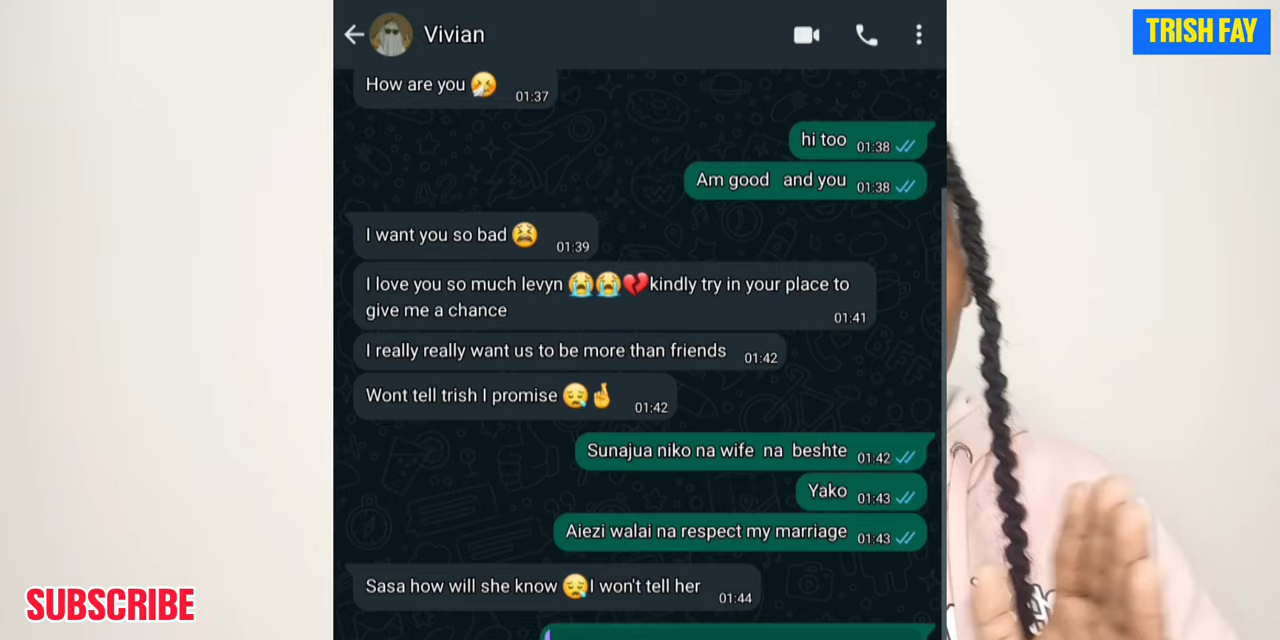 Vivian
TRISH FAY
How are you 🤧
01:37
hi too 01:38
Am good and you 01:38
I want you so bad 😫
01:39
I love you so much levyn 😭😭💔kindly try in your place to
give me a chance
01:41
I really really want us to be more than friends 01:42
Wont tell trish I promise 😪🤞
01:42
Sunajua niko na wife na beshte 01:42
Yako 01:43
Aiezi walai na respect my marriage 01:43
Sasa how will she know 😪I won't tell her
01:44
SUBSCRIBE